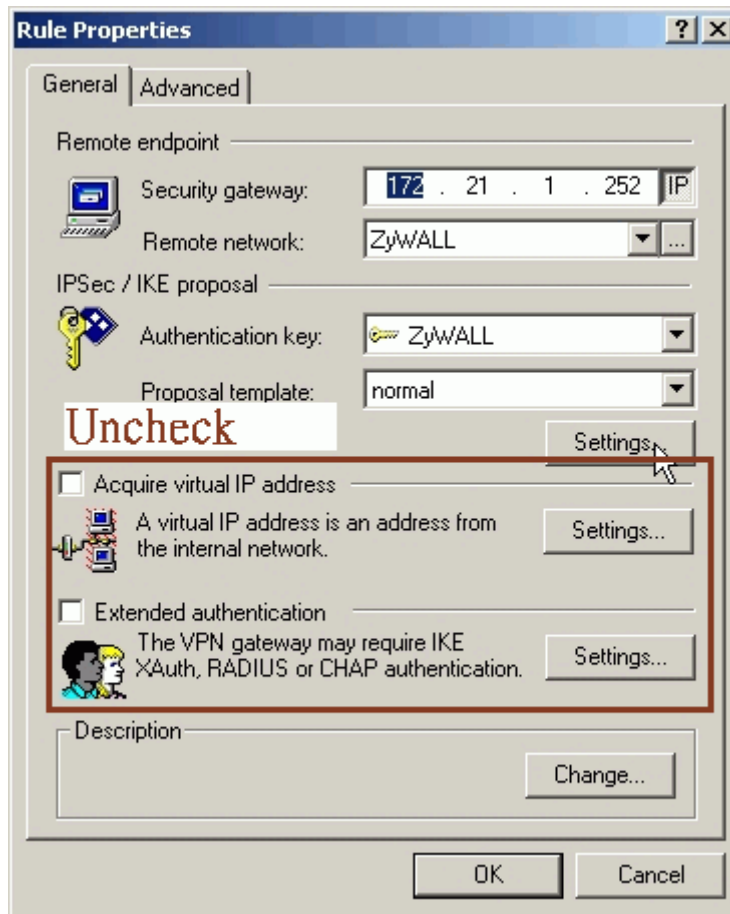 Rule Properties
General Advanced
Remote endpoint
Security gateway: 172 . 21 . 1 . 252 IP
Remote network: ZyWALL ...
IPSec / IKE proposal
Authentication key: ZyWALL
Proposal template: normal
Uncheck
Settings...
Acquire virtual IP address
A virtual IP address is an address from
the internal network.
Settings...
Extended authentication
The VPN gateway may require IKE
XAuth, RADIUS or CHAP authentication.
Settings...
Description
Change...
OK Cancel